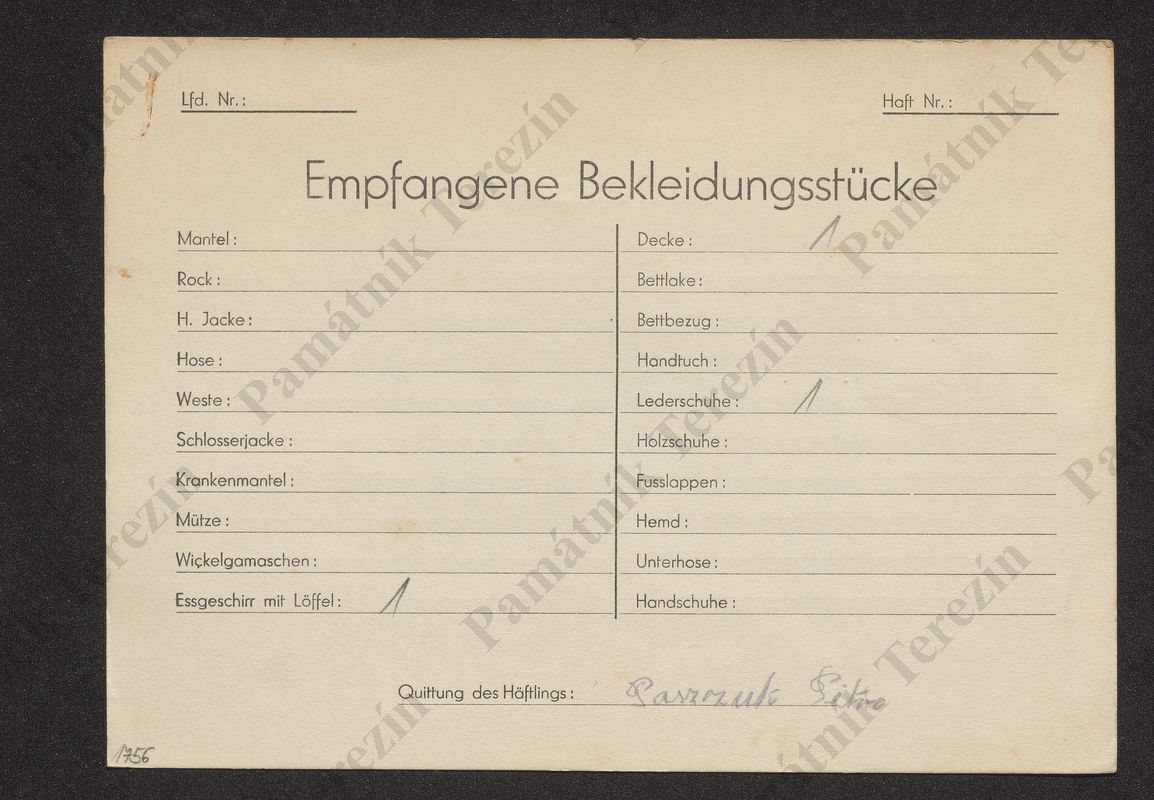 Lfd. Nr.:
Haft Nr.:
Empfangene Bekleidungsstücke
Mantel:
Rock:
H. Jacke:
Hose:
Weste:
Schlosserjacke:
Krankenmantel:
Mütze:
Wickelgamaschen:
Essgeschirr mit Löffel: 1
Decke: 1
Bettlake:
Bettbezug:
Handtuch:
Lederschuhe: 1
Holzschuhe:
Fusslappen:
Hemd:
Unterhose:
Handschuhe:
Quittung des Häftlings:
1756
Památník Terezín